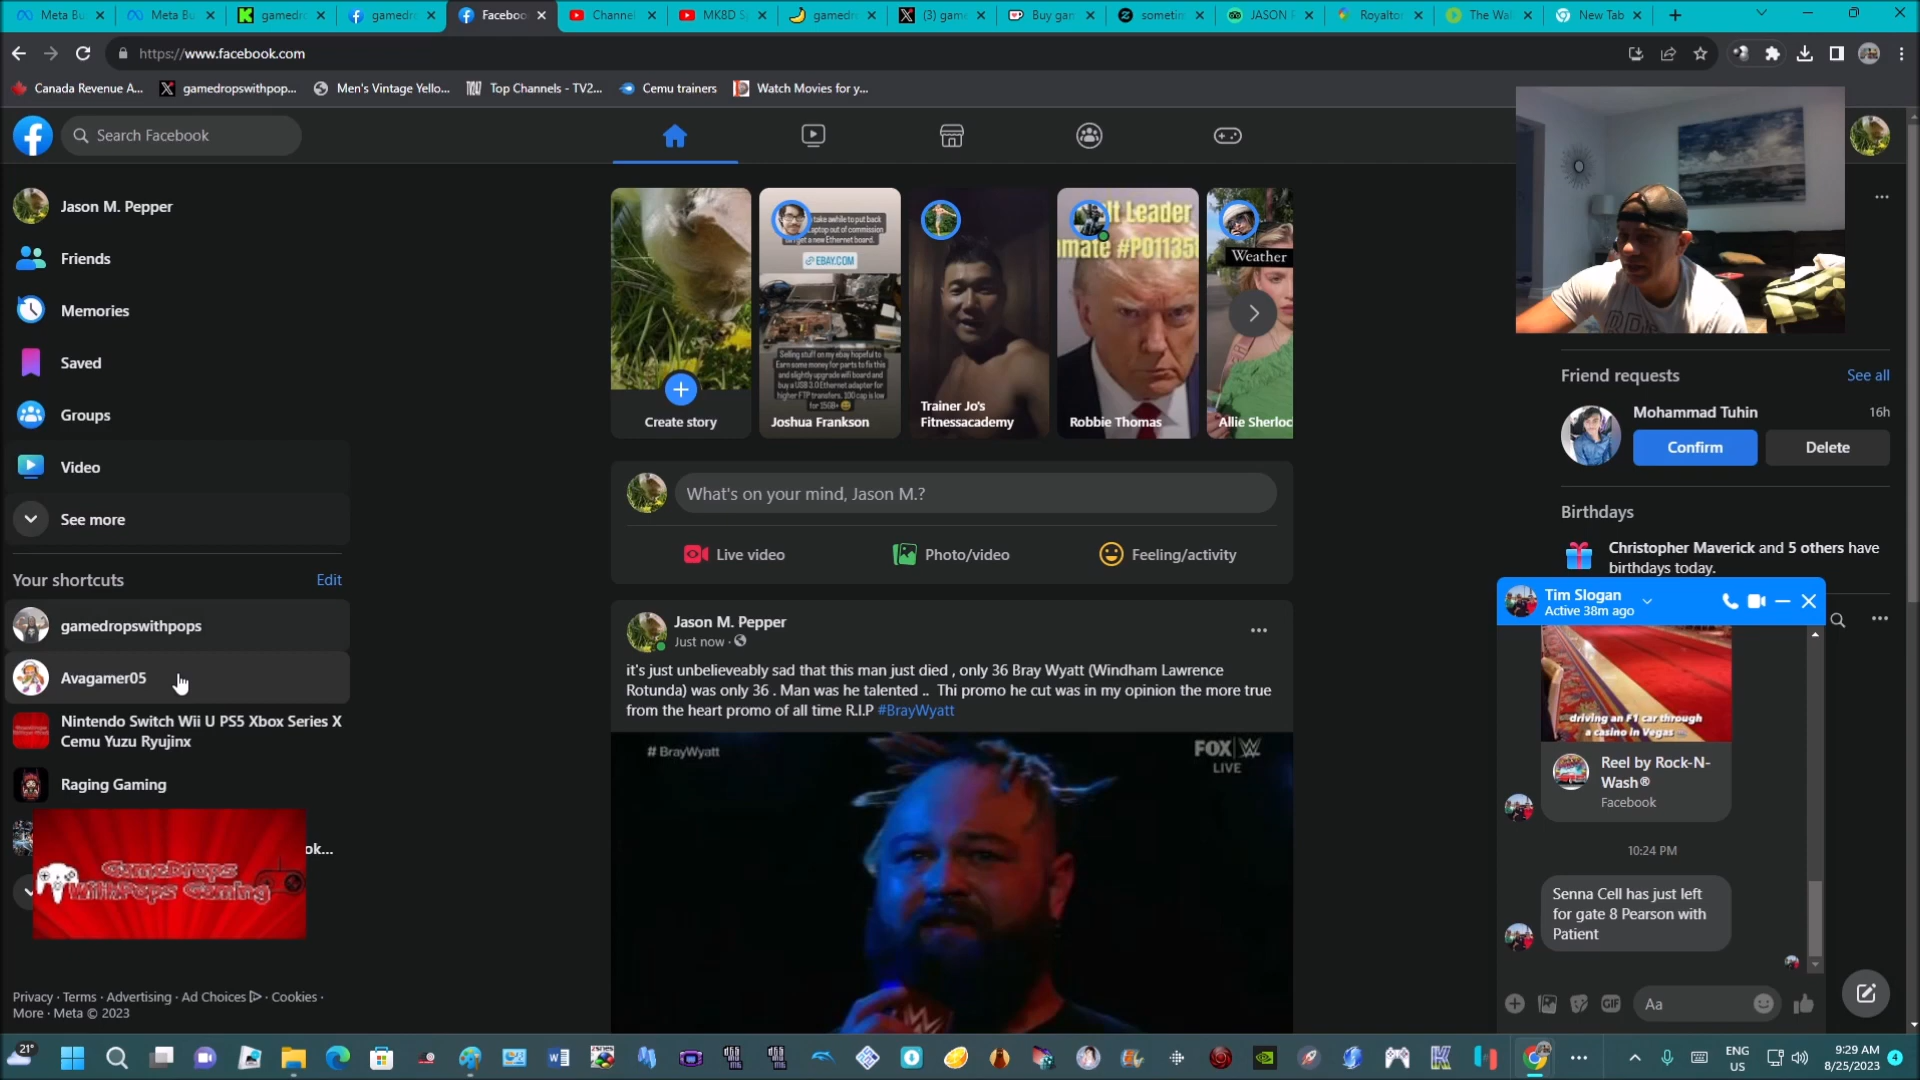 Meta Bu
Meta Bu
gamedr
gamedr
Faceboo
Channe
MK8D S
gamedr
(3) gam
Buy gan
sometin
JASON
Royalto
The Wal
New Tab
https://www.facebook.com
Canada Revenue A...
gamedropswithpop...
Men's Vintage Yello...
Top Channels - TV2...
Cemu trainers
Watch Movies for y...
Search Facebook
Jason M. Pepper
Friends
Memories
Saved
Groups
Video
See more
Your shortcuts
Edit
gamedropswithpops
Avagamer05
Nintendo Switch Wii U PS5 Xbox Series X
Cemu Yuzu Ryujinx
Raging Gaming
ok...
GameDrops
WithPops Gaming
Privacy · Terms · Advertising · Ad Choices · Cookies ·
More · Meta © 2023
Create story
take awhile to put back
Laptop out of commission
get a new Ethernet board.
EBAY.COM
Selling stuff on my ebay hopeful to
Earn some money for parts to fix this
and slightly upgrade wifi board and
buy a USB 3.0 Ethernet adapter for
higher FTP transfers. 100 cap is low
for 15GB+
Joshua Frankson
Trainer Jo's
Fitnessacademy
lt Leader
mate #P01135
Robbie Thomas
Weather
Allie Sherloc
What's on your mind, Jason M.?
Live video
Photo/video
Feeling/activity
Jason M. Pepper
Just now ·
it's just unbelieveably sad that this man just died , only 36 Bray Wyatt (Windham Lawrence
Rotunda) was only 36 . Man was he talented .. Thi promo he cut was in my opinion the more true
from the heart promo of all time R.I.P #BrayWyatt
# BrayWyatt
FOX W
LIVE
Friend requests
See all
Mohammad Tuhin
16h
Confirm
Delete
Birthdays
Christopher Maverick and 5 others have
birthdays today.
Tim Slogan
Active 38m ago
driving an F1 car through
a casino in Vegas
Reel by Rock-N-
Wash®
Facebook
10:24 PM
Senna Cell has just left
for gate 8 Pearson with
Patient
GIF
Aa
21°
ENG
US
9:29 AM
8/25/2023
4